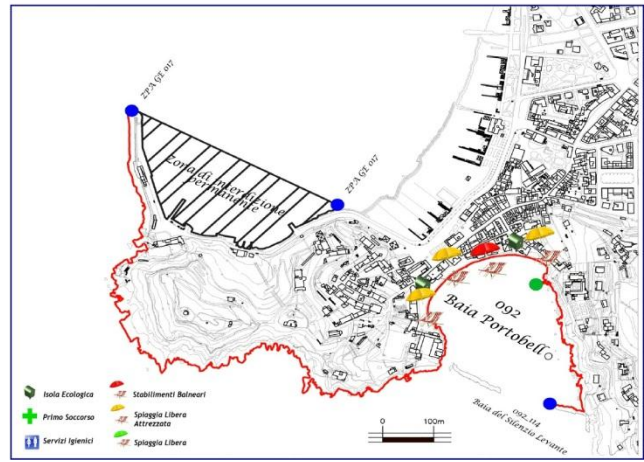 ZPA GE 017
ZPA GE 017
Zona di interdizione
permanente
092
Baia Portobell
092_114
Baia del Silenzio Levante
Isola Ecologica
Stabilimenti Balneari
Primo Soccorso
Spiaggia Libera
Attrezzata
Servizi Igienici
Spiaggia Libera
0
100m